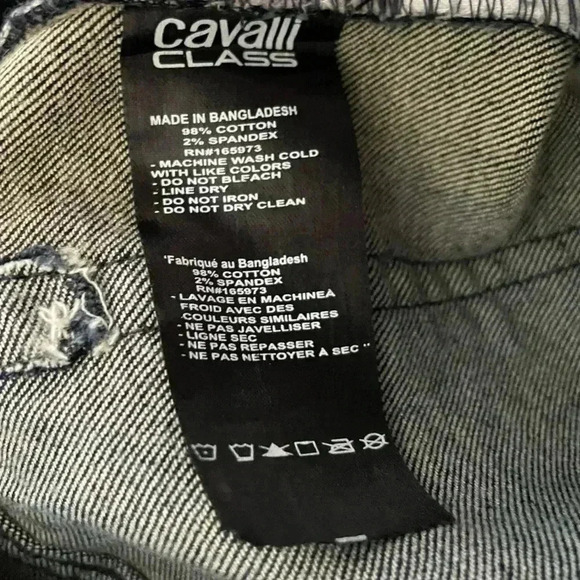 cavalli
CLASS
MADE IN BANGLADESH
98% COTTON
2% SPANDEX
RN#165973
- MACHINE WASH COLD
WITH LIKE COLORS
- DO NOT BLEACH
- LINE DRY
- DO NOT IRON
- DO NOT DRY CLEAN
'Fabriqué au Bangladesh
98% COTTON
2% SPANDEX
RN#165973
- LAVAGE EN MACHINEÀ
FROID AVEC DES
COULEURS SIMILAIRES
- NE PAS JAVELLISER
- LIGNE SEC
- NE PAS REPASSER
- NE PAS NETTOYER À SEC "